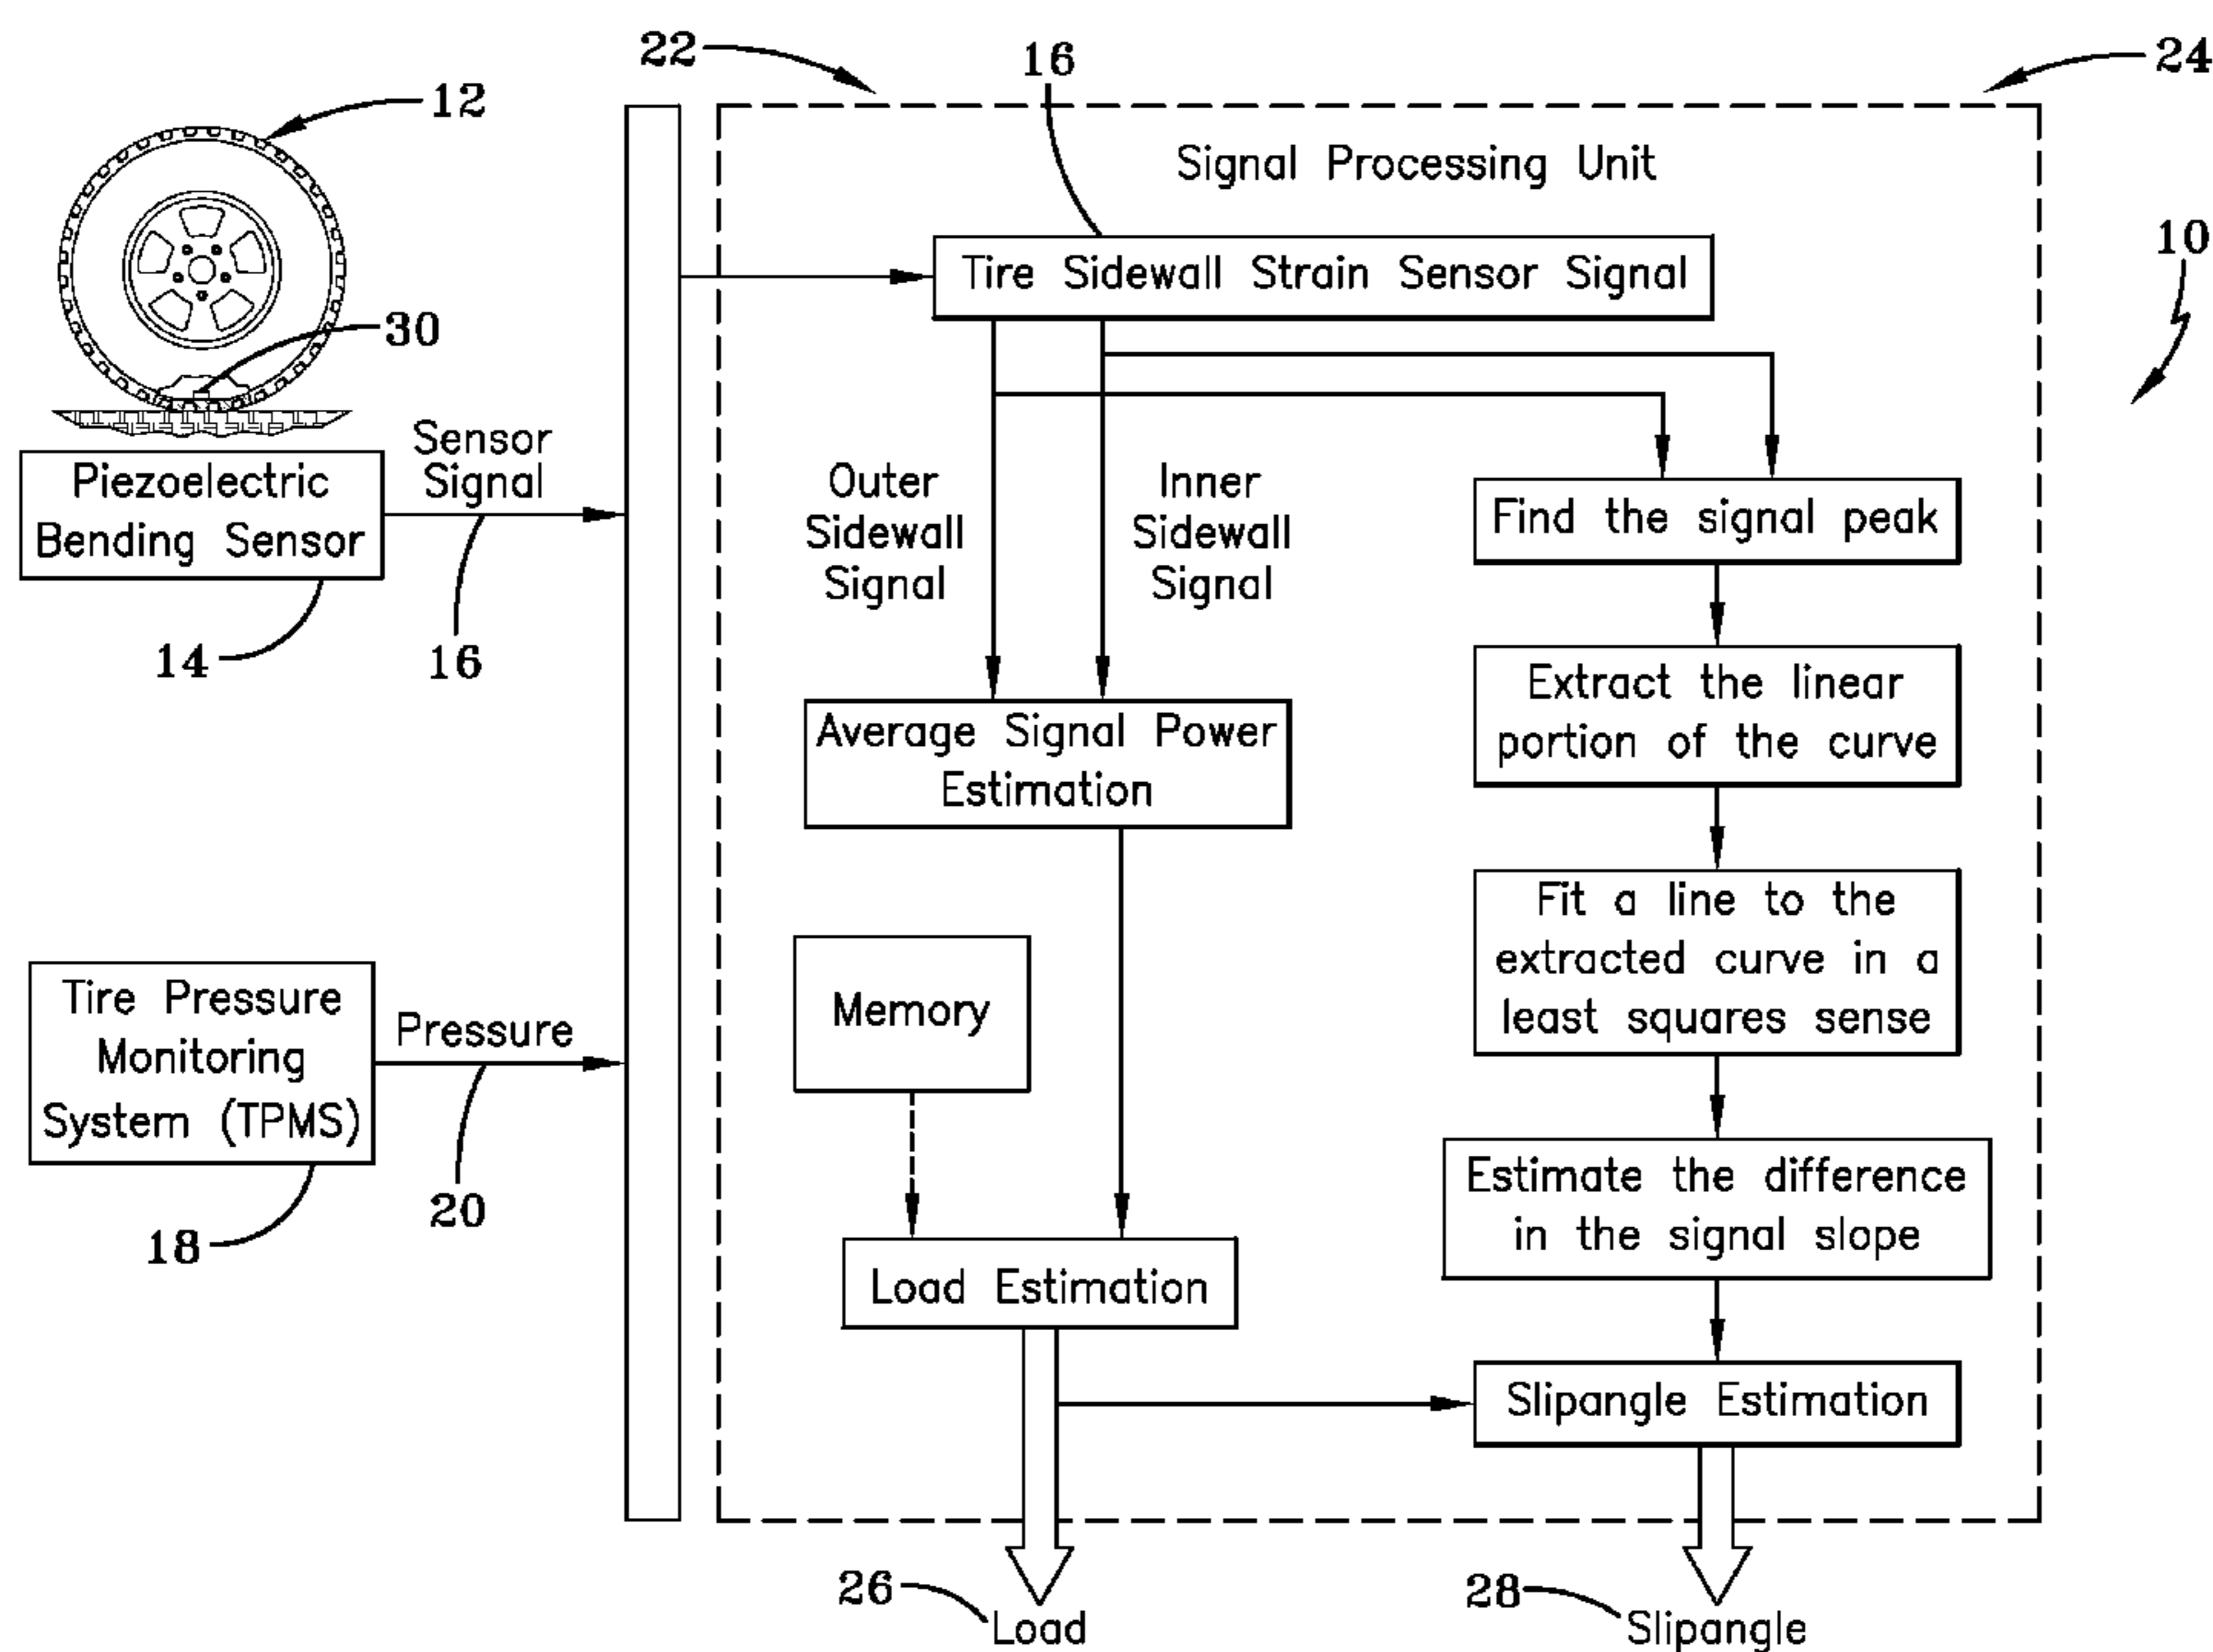 22
16
24
12
Signal Processing Unit
10
Tire Sidewall Strain Sensor Signal
30
Sensor
Signal
16
Piezoelectric
Bending Sensor
14
Outer
Sidewall
Signal
Inner
Sidewall
Signal
Find the signal peak
Extract the linear
portion of the curve
Average Signal Power
Estimation
Fit a line to the
extracted curve in a
least squares sense
Memory
Tire Pressure
Monitoring
System (TPMS)
18
Pressure
20
Estimate the difference
in the signal slope
Load Estimation
Slipangle Estimation
26
Load
28
Slipangle